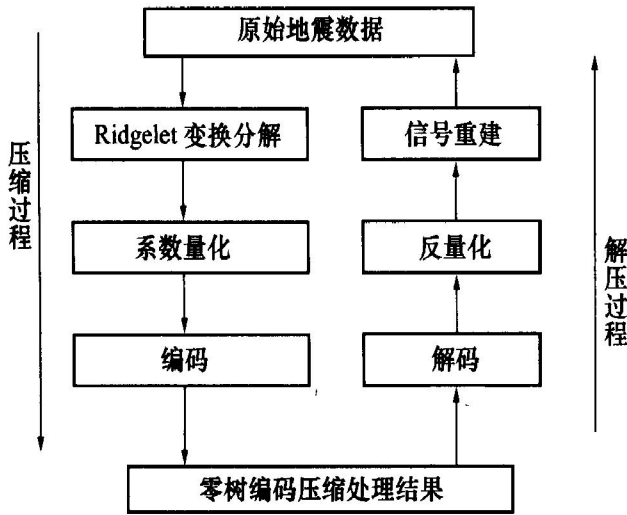 原始地震数据
Ridgelet 变换分解
信号重建
压缩过程
系数量化
反量化
解压过程
编码
解码
零树编码压缩处理结果